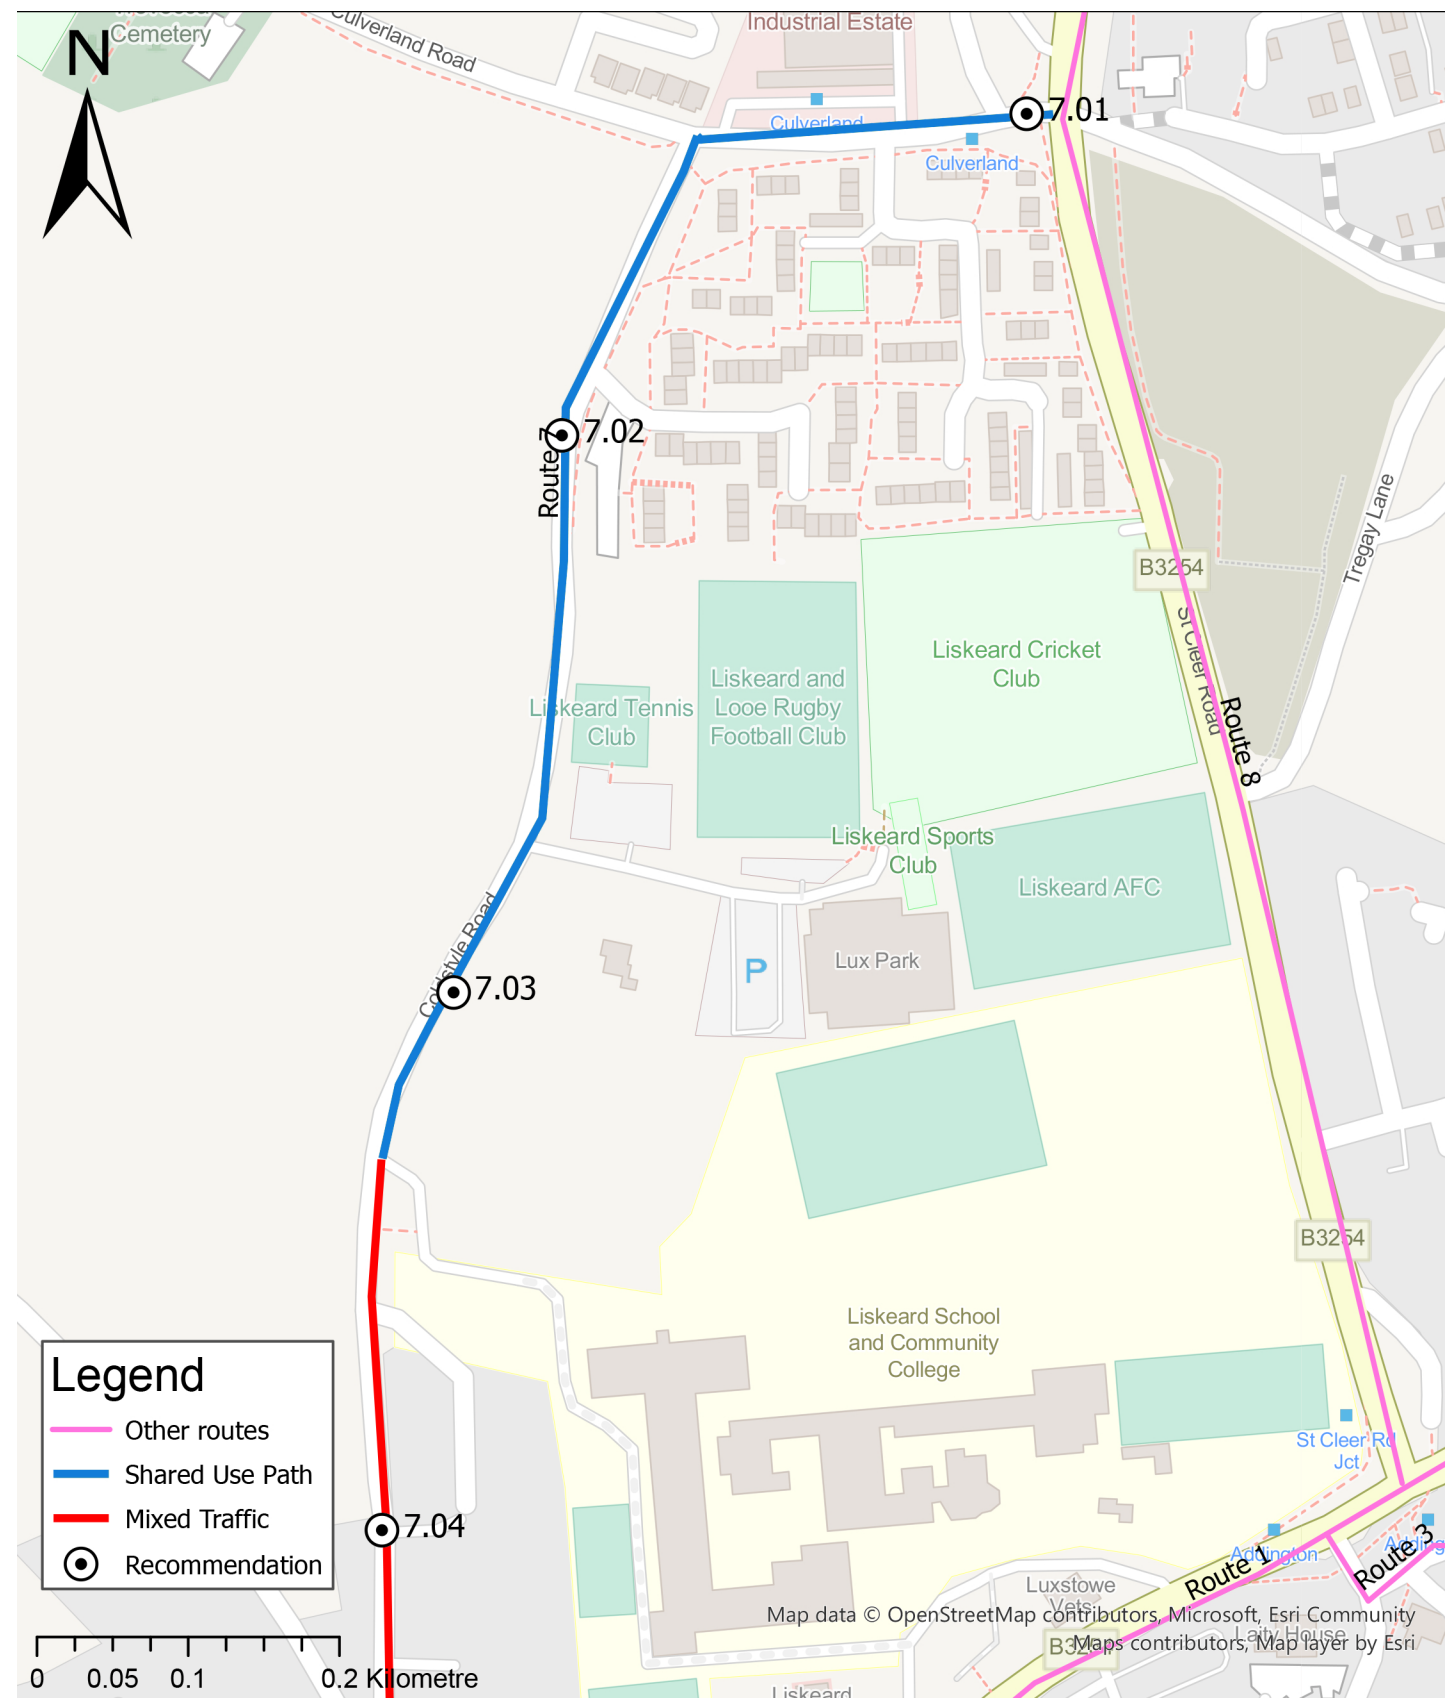 Cemetery
N
Culverland Road
Industrial Estate
Culverland
7.01
Culverland
7.02
Route 7
B3254
Tregay Lane
St Cleer Road
Route 8
Liskeard Cricket
Club
Liskeard and
Looe Rugby
Football Club
Liskeard Tennis
Club
Liskeard Sports
Club
Liskeard AFC
Lux Park
P
Road
7.03
B3254
Liskeard School
and Community
College
St Cleer Rd
Jct
Legend
Other routes
Shared Use Path
Mixed Traffic
Recommendation
7.04
Addington
Route 1
Route 3
Luxstowe
Vets
Laity House
Map data © OpenStreetMap contributors, Microsoft, Esri Community
Maps contributors, Map layer by Esri
0 0.05 0.1 0.2 Kilometre
Liskeard